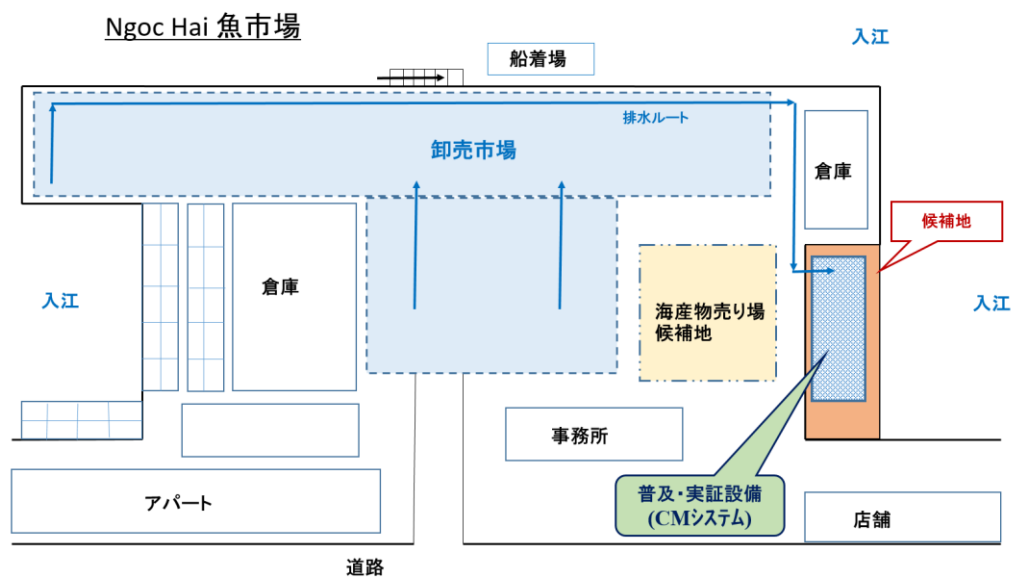 Ngoc Hai 魚市場
入江
船着場
排水ルート
卸売市場
倉庫
候補地
入江
倉庫
海産物売り場
候補地
入江
事務所
普及・実証設備
(CMシステム)
アパート
店舗
道路